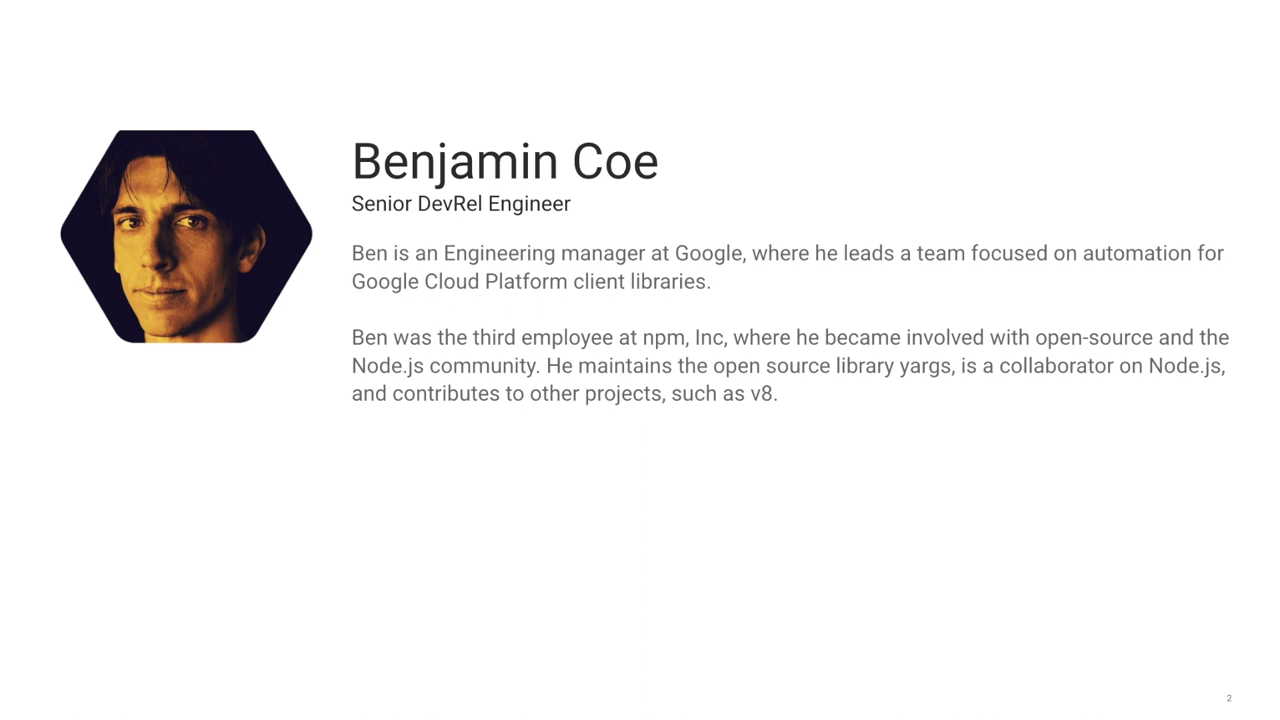 Benjamin Coe
Senior DevRel Engineer
Ben is an Engineering manager at Google, where he leads a team focused on automation for
Google Cloud Platform client libraries.
Ben was the third employee at npm, Inc, where he became involved with open-source and the
Node.js community. He maintains the open source library yargs, is a collaborator on Node.js,
and contributes to other projects, such as v8.
2